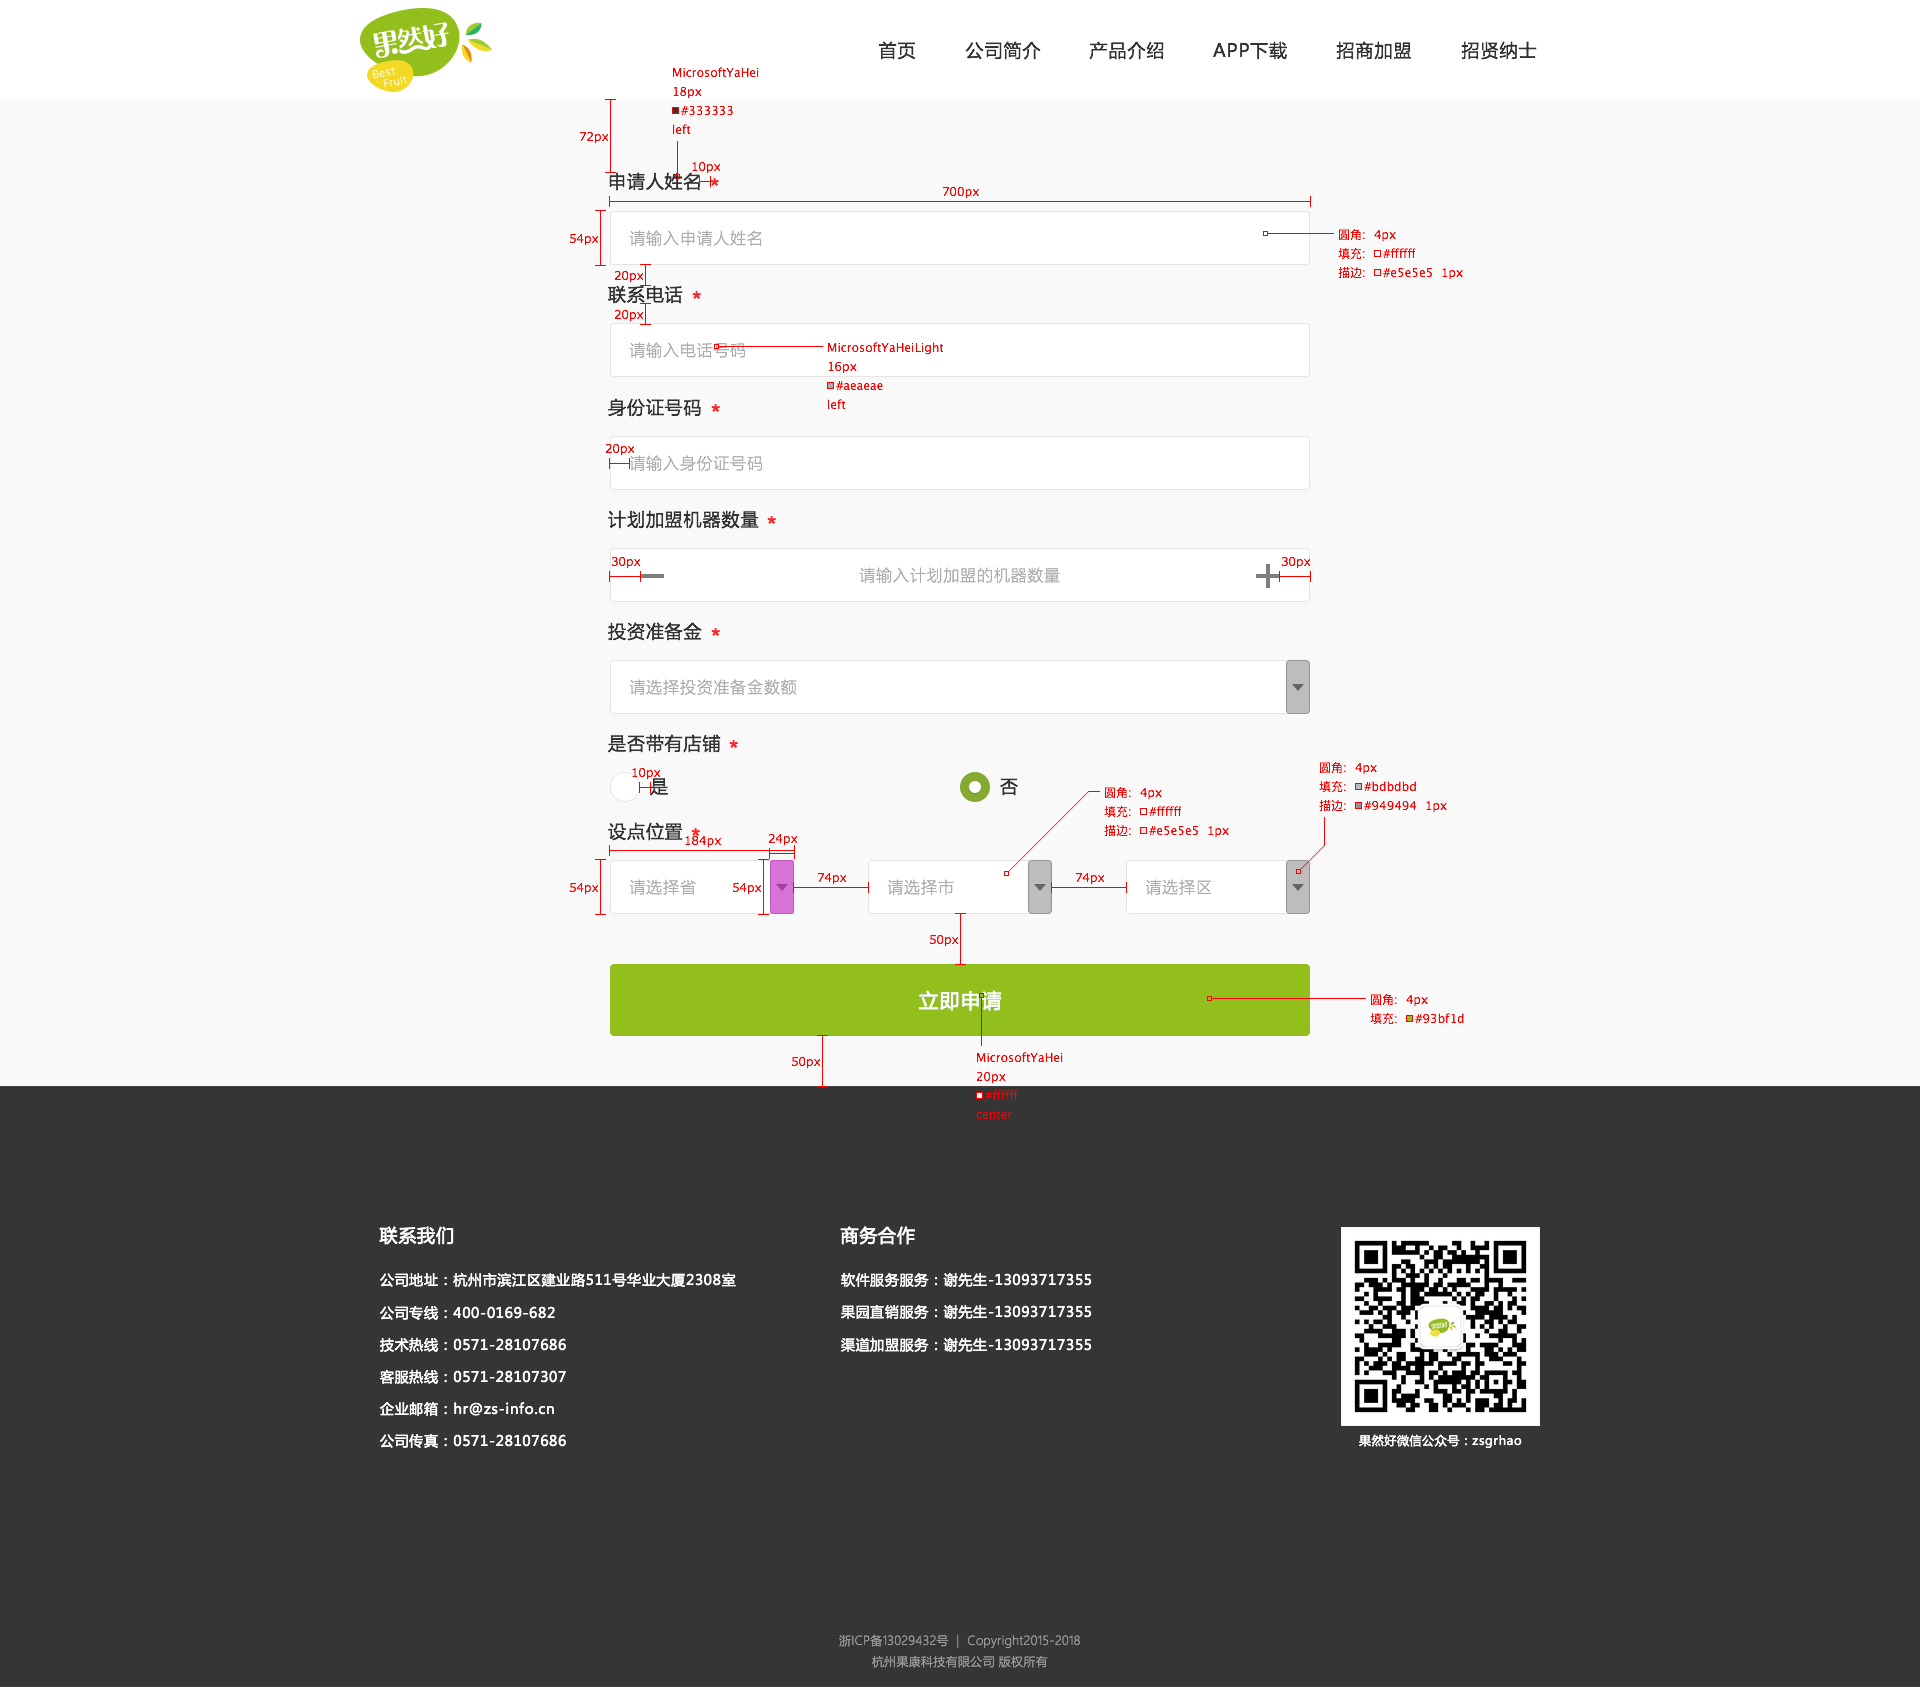 果然好
Best
Fruit
首页 公司简介 产品介绍 APP下载 招商加盟 招贤纳士
MicrosoftYaHei
18px
#333333
left
72px
10px
申请人姓名 *
700px
54px
请输入申请人姓名
圆角: 4px
填充: #ffffff
描边: #e5e5e5 1px
20px
联系电话 *
20px
请输入电话号码
MicrosoftYaHeiLight
16px
#aeaeae
left
身份证号码 *
20px
请输入身份证号码
计划加盟机器数量 *
30px
请输入计划加盟的机器数量
30px
投资准备金 *
请选择投资准备金数额
是否带有店铺 *
10px
是
否
圆角: 4px
填充: #bdbdbd
描边: #949494 1px
圆角: 4px
填充: #ffffff
描边: #e5e5e5 1px
设点位置 *
184px
24px
54px
请选择省
54px
74px
请选择市
74px
请选择区
50px
立即申请
圆角: 4px
填充: #93bf1d
50px
MicrosoftYaHei
20px
#ffffff
center
联系我们
公司地址：杭州市滨江区建业路511号华业大厦2308室
公司专线：400-0169-682
技术热线：0571-28107686
客服热线：0571-28107307
企业邮箱：hr@zs-info.cn
公司传真：0571-28107686
商务合作
软件服务服务：谢先生-13093717355
果园直销服务：谢先生-13093717355
渠道加盟服务：谢先生-13093717355
果然好
果然好微信公众号：zsgrhao
浙ICP备13029432号 | Copyright2015-2018
杭州果康科技有限公司 版权所有